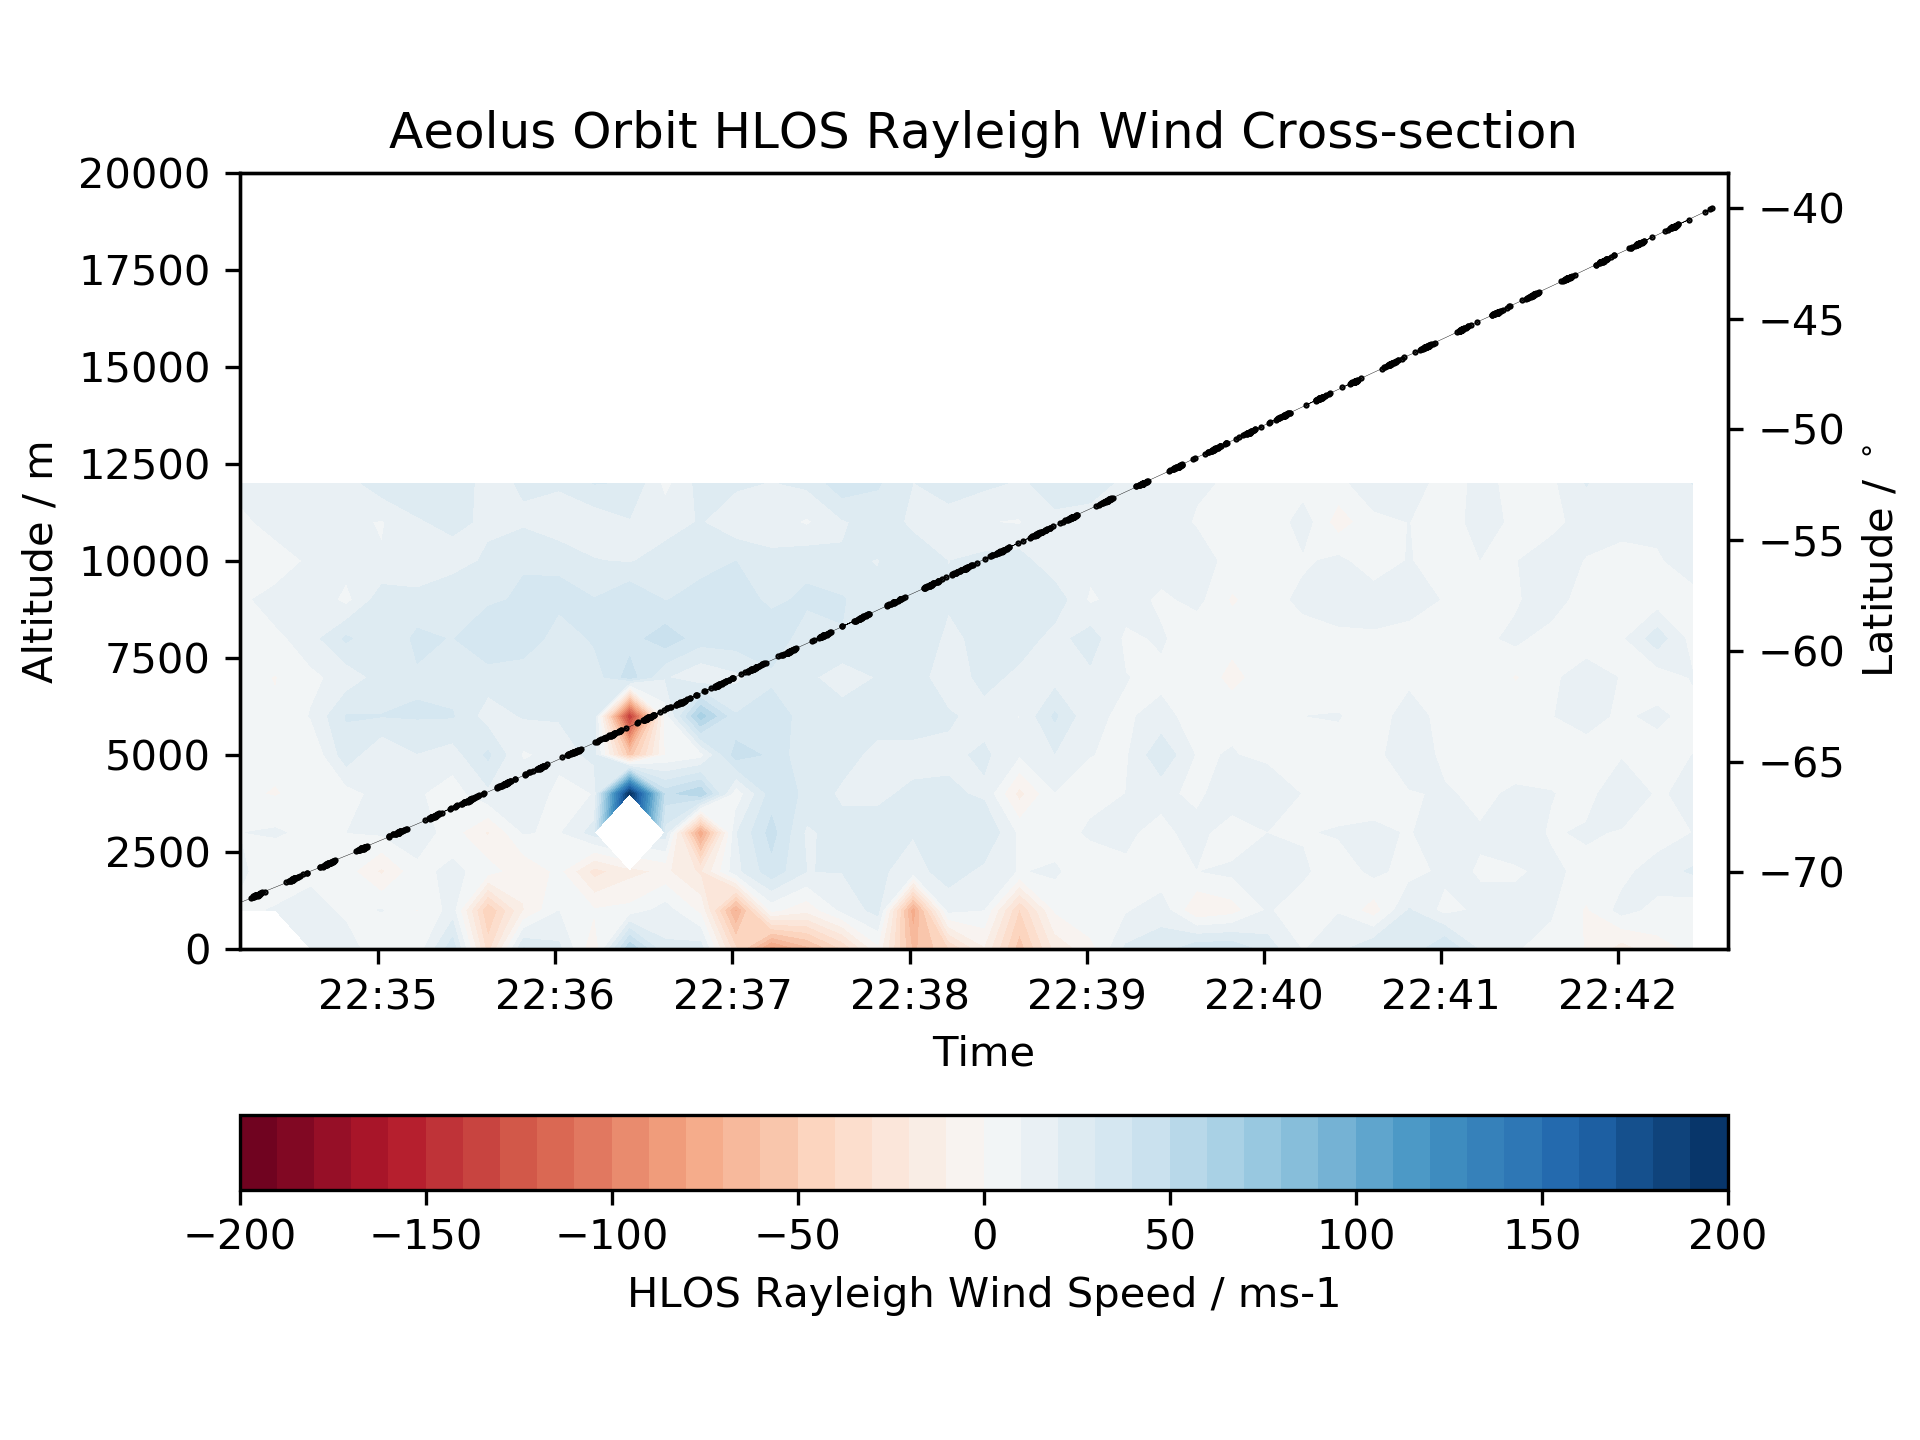 Aeolus Orbit HLOS Rayleigh Wind Cross-section
20000
17500
15000
12500
10000
7500
5000
2500
0
Altitude / m
−40
−45
−50
−55
−60
−65
−70
Latitude / °
22:35 22:36 22:37 22:38 22:39 22:40 22:41 22:42
Time
−200 −150 −100 −50 0 50 100 150 200
HLOS Rayleigh Wind Speed / ms-1